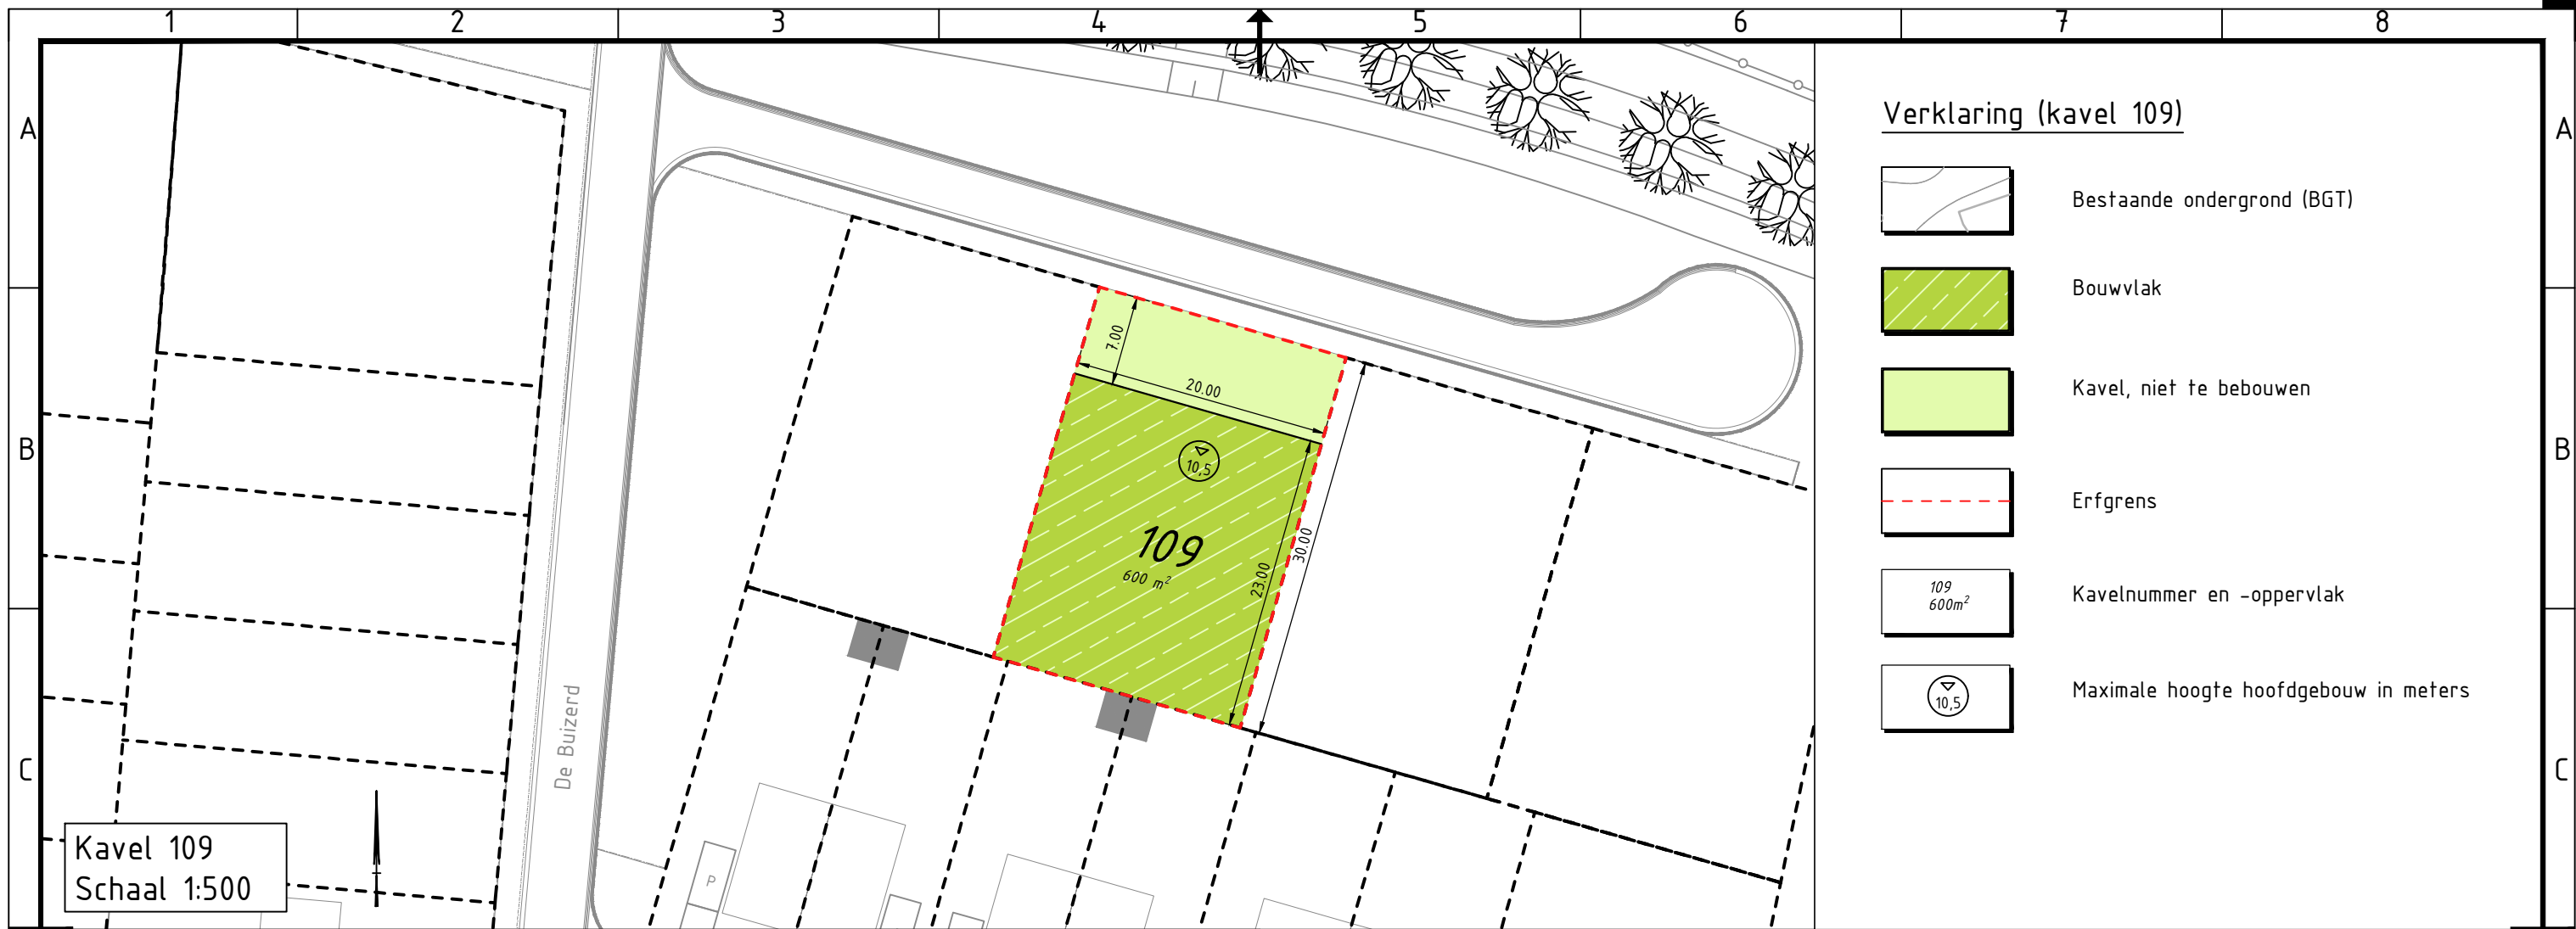 1 2 3 4 5 6 7 8
A A
B B
C C
7.00
20.00
10,5
30.00
23.00
109
600 m²
De Buizerd
P
Kavel 109
Schaal 1:500
Verklaring (kavel 109)
Bestaande ondergrond (BGT)
Bouwvlak
Kavel, niet te bebouwen
Erfgrens
109
600m²
Kavelnummer en -oppervlak
10,5
Maximale hoogte hoofdgebouw in meters